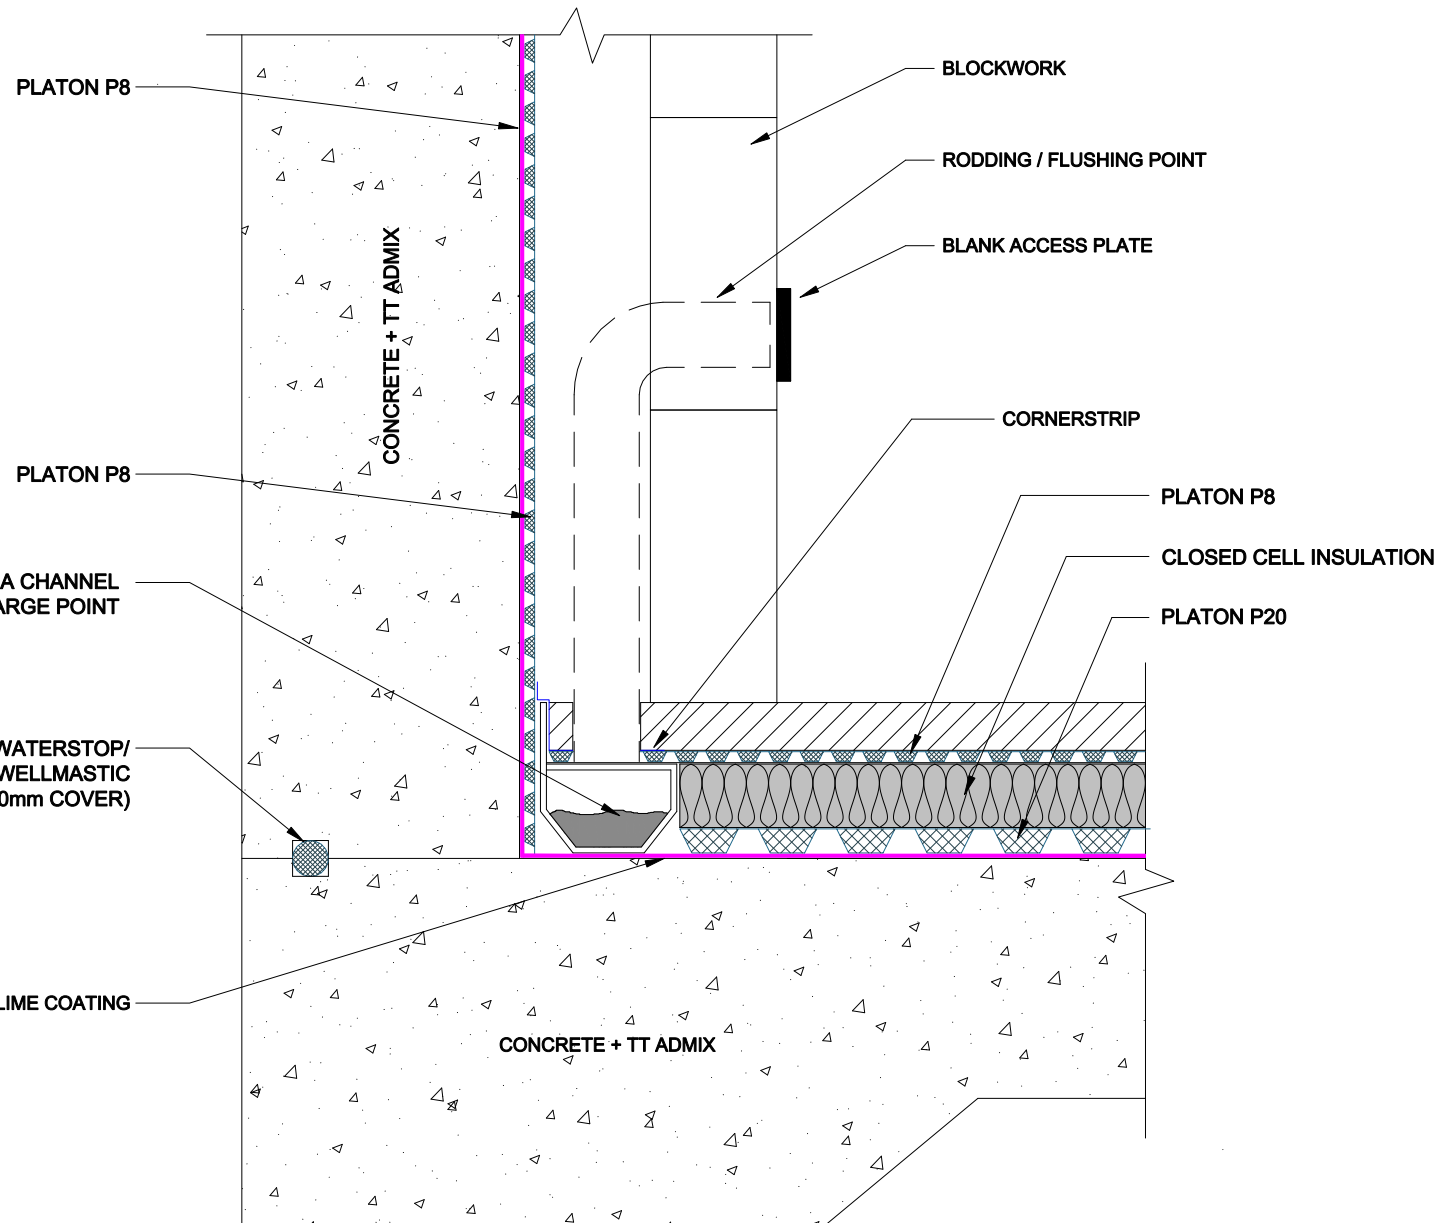 PLATON P8
BLOCKWORK
RODDING / FLUSHING POINT
BLANK ACCESS PLATE
CONCRETE + TT ADMIX
CORNERSTRIP
PLATON P8
PLATON P8
CLOSED CELL INSULATION
PLATON P20
A CHANNEL
ARGE POINT
WATERSTOP/
WELLMASTIC
0mm COVER)
LIME COATING
CONCRETE + TT ADMIX